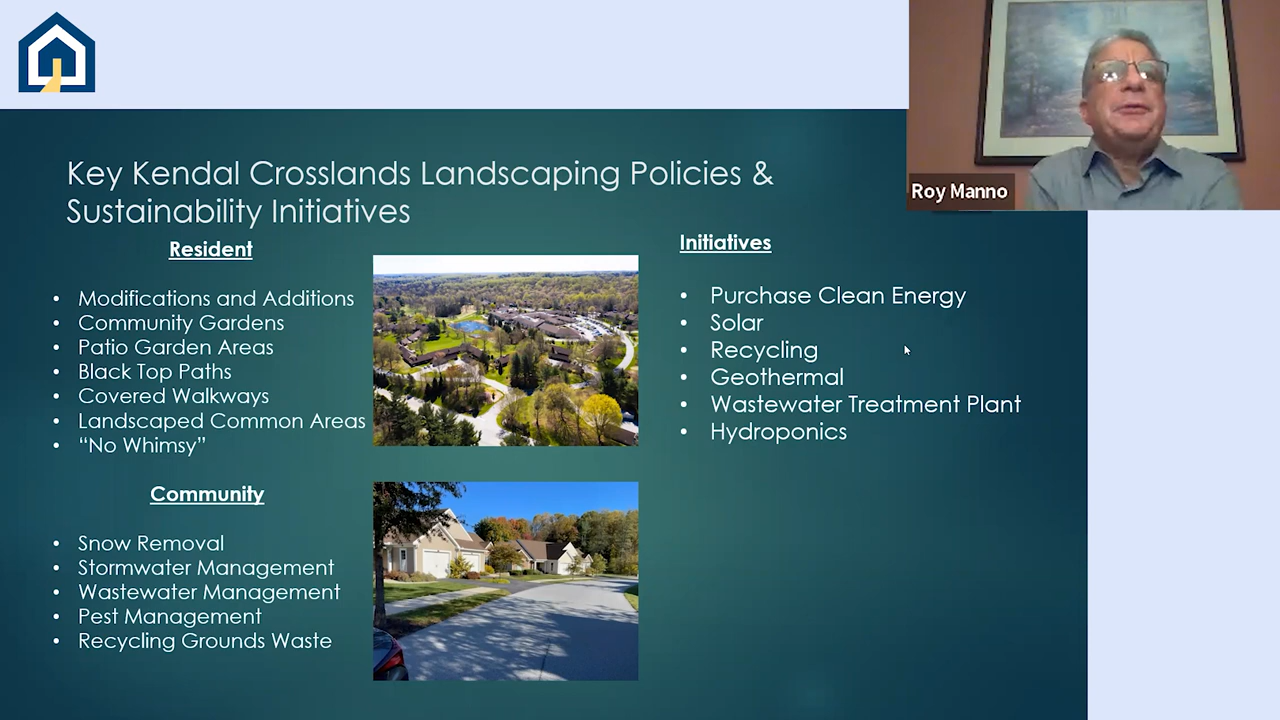 Roy Manno
Key Kendal Crosslands Landscaping Policies &
Sustainability Initiatives
Resident
• Modifications and Additions
• Community Gardens
• Patio Garden Areas
• Black Top Paths
• Covered Walkways
• Landscaped Common Areas
• “No Whimsy”
Community
• Snow Removal
• Stormwater Management
• Wastewater Management
• Pest Management
• Recycling Grounds Waste
Initiatives
• Purchase Clean Energy
• Solar
• Recycling
• Geothermal
• Wastewater Treatment Plant
• Hydroponics